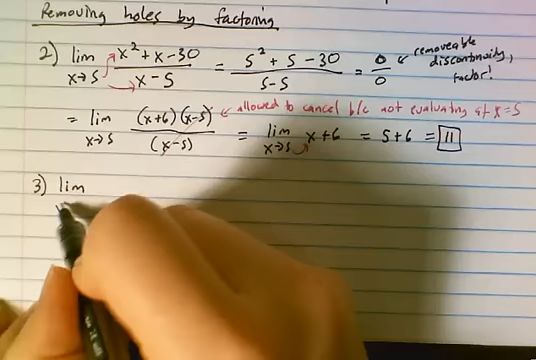 Removing holes by factoring
2) lim x→5 x² + x - 30 / x - 5 = 5² + 5 - 30 / 5 - 5 = 0/0 ← removeable discontinuity, factor!
= lim x→5 (x+6)(x-5) / (x-5) ← allowed to cancel b/c not evaluating at x=5
= lim x→5 x+6 = 5+6 = 11
3) lim